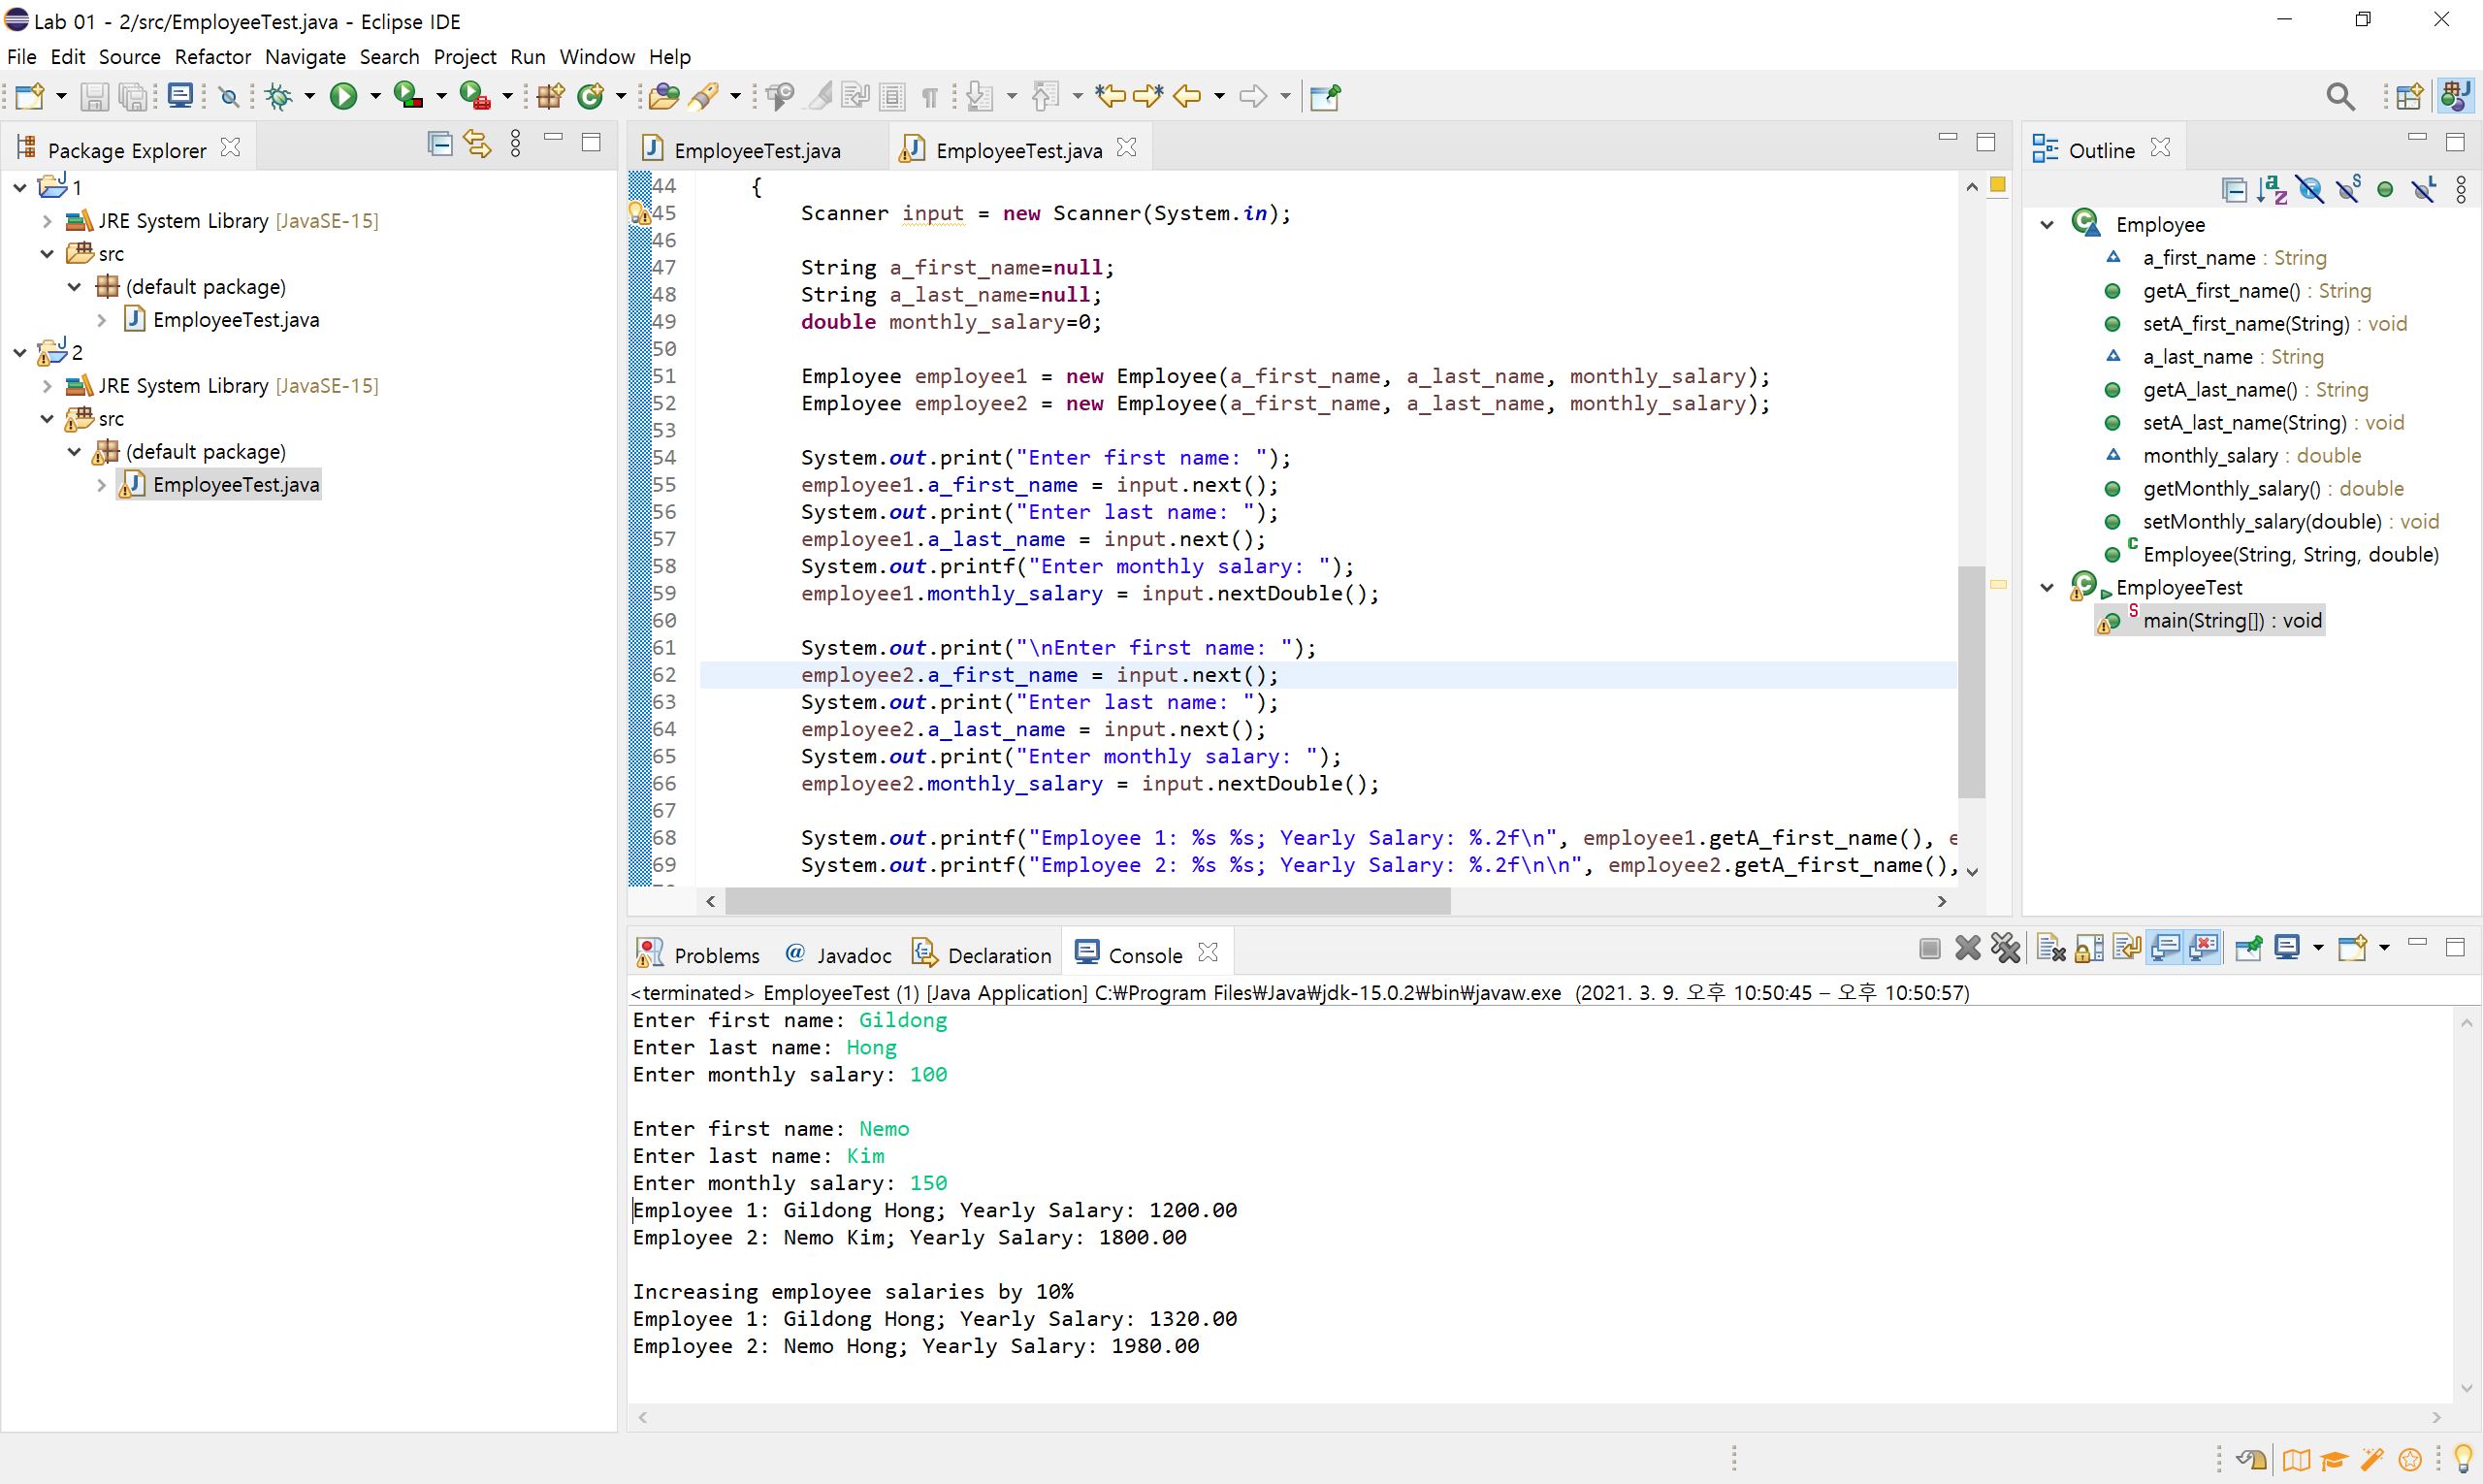 Lab 01 - 2/src/EmployeeTest.java - Eclipse IDE
File Edit Source Refactor Navigate Search Project Run Window Help
Package Explorer
1
JRE System Library [JavaSE-15]
src
(default package)
EmployeeTest.java
2
JRE System Library [JavaSE-15]
src
(default package)
EmployeeTest.java
EmployeeTest.java EmployeeTest.java
44 {
45 Scanner input = new Scanner(System.in);
46
47 String a_first_name=null;
48 String a_last_name=null;
49 double monthly_salary=0;
50
51 Employee employee1 = new Employee(a_first_name, a_last_name, monthly_salary);
52 Employee employee2 = new Employee(a_first_name, a_last_name, monthly_salary);
53
54 System.out.print("Enter first name: ");
55 employee1.a_first_name = input.next();
56 System.out.print("Enter last name: ");
57 employee1.a_last_name = input.next();
58 System.out.printf("Enter monthly salary: ");
59 employee1.monthly_salary = input.nextDouble();
60
61 System.out.print("\nEnter first name: ");
62 employee2.a_first_name = input.next();
63 System.out.print("Enter last name: ");
64 employee2.a_last_name = input.next();
65 System.out.print("Enter monthly salary: ");
66 employee2.monthly_salary = input.nextDouble();
67
68 System.out.printf("Employee 1: %s %s; Yearly Salary: %.2f\n", employee1.getA_first_name(), e
69 System.out.printf("Employee 2: %s %s; Yearly Salary: %.2f\n\n", employee2.getA_first_name(),
Outline
Employee
a_first_name : String
getA_first_name() : String
setA_first_name(String) : void
a_last_name : String
getA_last_name() : String
setA_last_name(String) : void
monthly_salary : double
getMonthly_salary() : double
setMonthly_salary(double) : void
Employee(String, String, double)
EmployeeTest
main(String[]) : void
Problems @ Javadoc Declaration Console
<terminated> EmployeeTest (1) [Java Application] C:₩Program Files₩Java₩jdk-15.0.2₩bin₩javaw.exe (2021. 3. 9. 오후 10:50:45 – 오후 10:50:57)
Enter first name: Gildong
Enter last name: Hong
Enter monthly salary: 100
Enter first name: Nemo
Enter last name: Kim
Enter monthly salary: 150
Employee 1: Gildong Hong; Yearly Salary: 1200.00
Employee 2: Nemo Kim; Yearly Salary: 1800.00
Increasing employee salaries by 10%
Employee 1: Gildong Hong; Yearly Salary: 1320.00
Employee 2: Nemo Hong; Yearly Salary: 1980.00